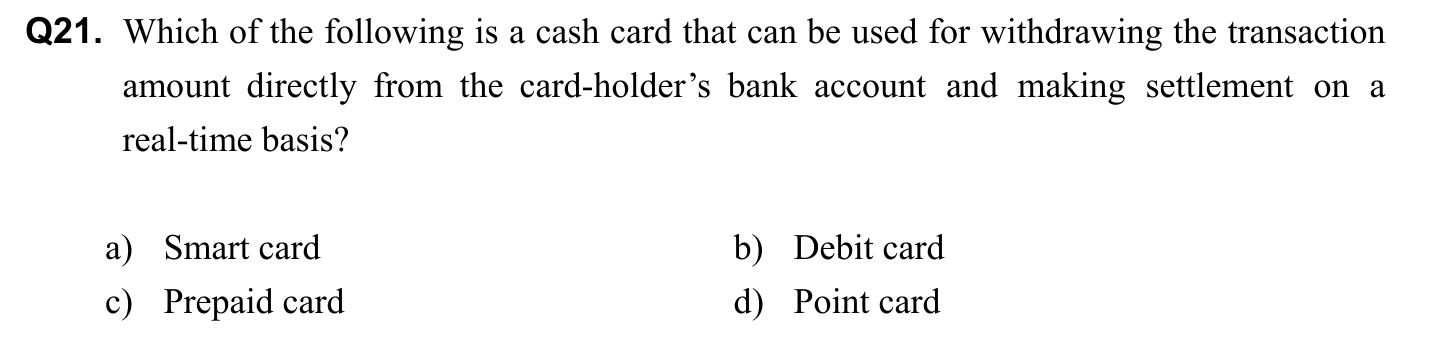 Q21. Which of the following is a cash card that can be used for withdrawing the transaction
amount directly from the card-holder’s bank account and making settlement on a
real-time basis?
a) Smart card b) Debit card
c) Prepaid card d) Point card